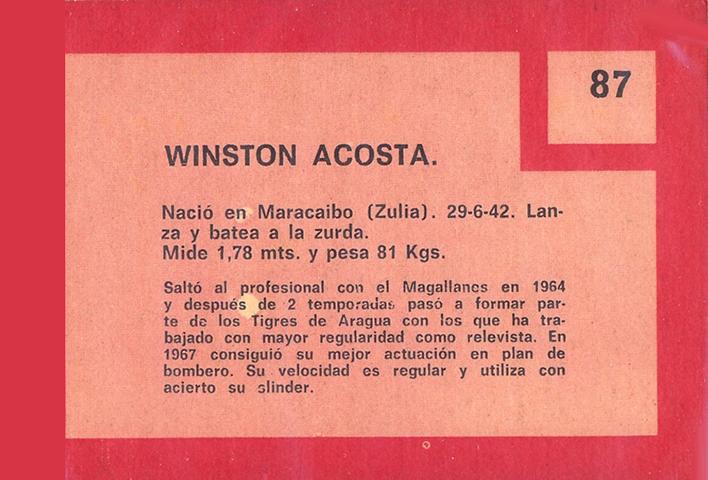 87
WINSTON ACOSTA.
Nació en Maracaibo (Zulia). 29-6-42. Lan-
za y batea a la zurda.
Mide 1,78 mts. y pesa 81 Kgs.
Saltó al profesional con el Magallanes en 1964
y después de 2 temporadas pasó a formar par-
te de los Tigres de Aragua con los que ha tra-
bajado con mayor regularidad como relevista. En
1967 consiguió su mejor actuación en plan de
bombero. Su velocidad es regular y utiliza con
acierto su slinder.